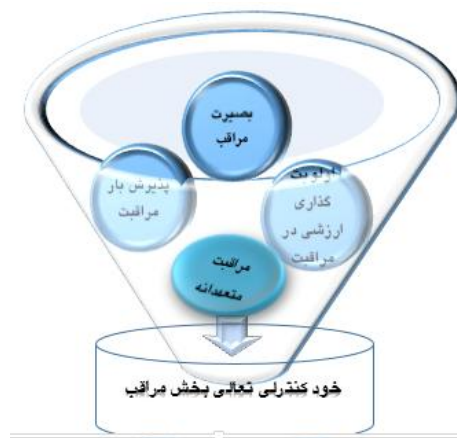 بصیرت
مراقب
پذیرش بار
مراقبت
اولویت
گذاری
ارزشی در
مراقبت
مراقبت
متعهدانه
خود کنترلی تعالی بخش مراقب